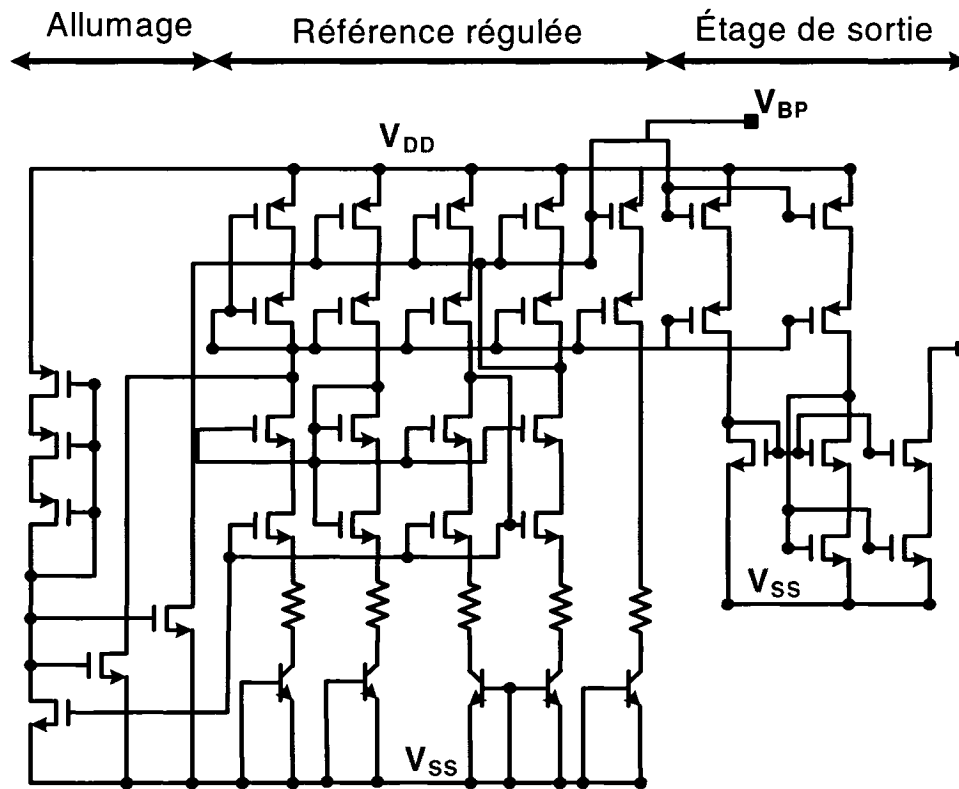 Allumage
Référence régulée
Étage de sortie
V_BP
V_DD
V_SS
V_SS